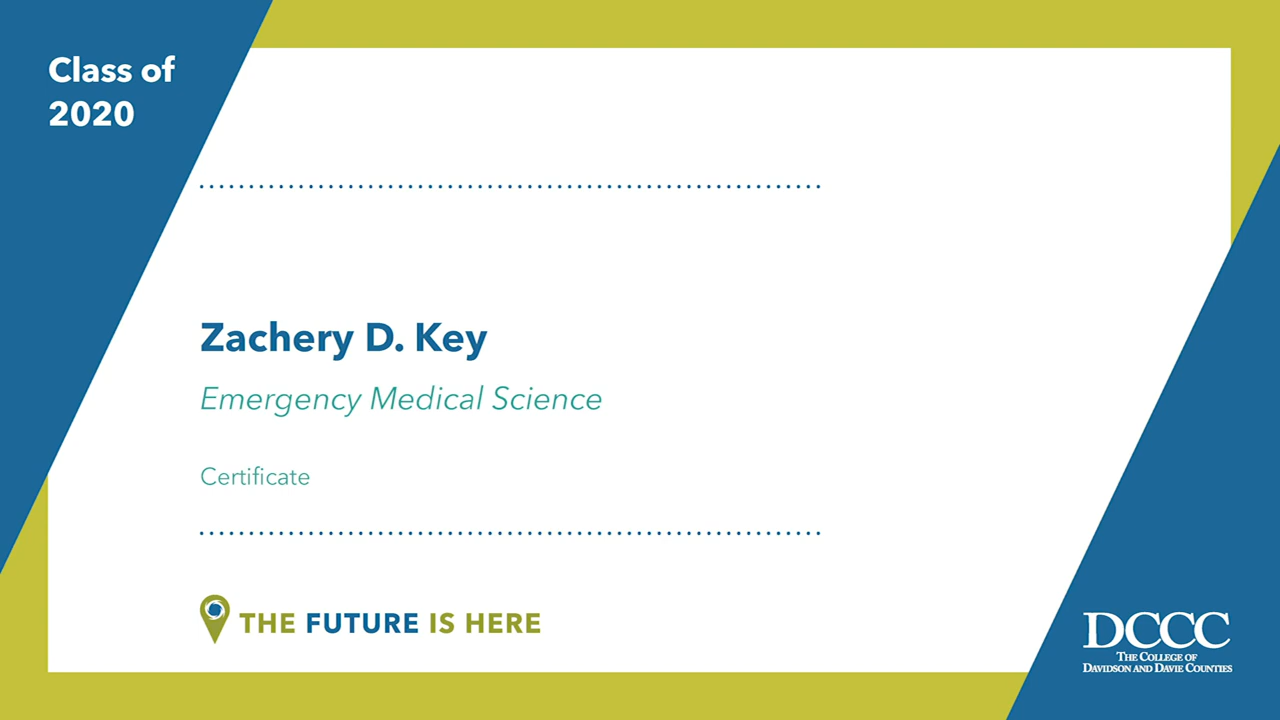 Class of
2020
Zachery D. Key
Emergency Medical Science
Certificate
THE FUTURE IS HERE
DCCC
THE COLLEGE OF
DAVIDSON AND DAVIE COUNTIES